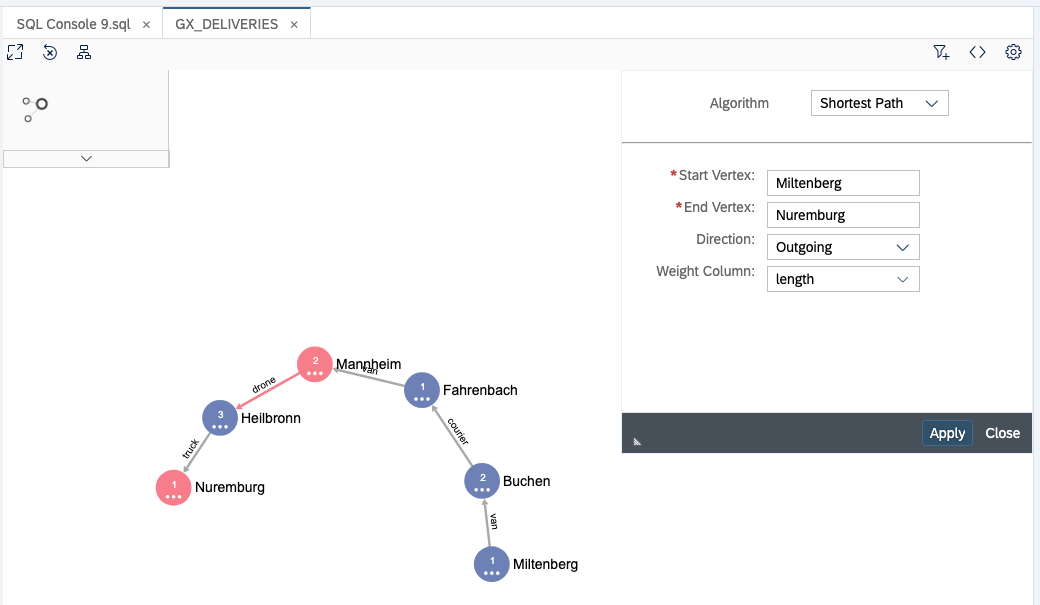 SQL Console 9.sql × GX_DELIVERIES ×
Algorithm Shortest Path
*Start Vertex: Miltenberg
*End Vertex: Nuremburg
Direction: Outgoing
Weight Column: length
2 Mannheim
van
drone
1 Fahrenbach
3 Heilbronn
courier
Apply Close
truck
2 Buchen
1 Nuremburg
van
1 Miltenberg